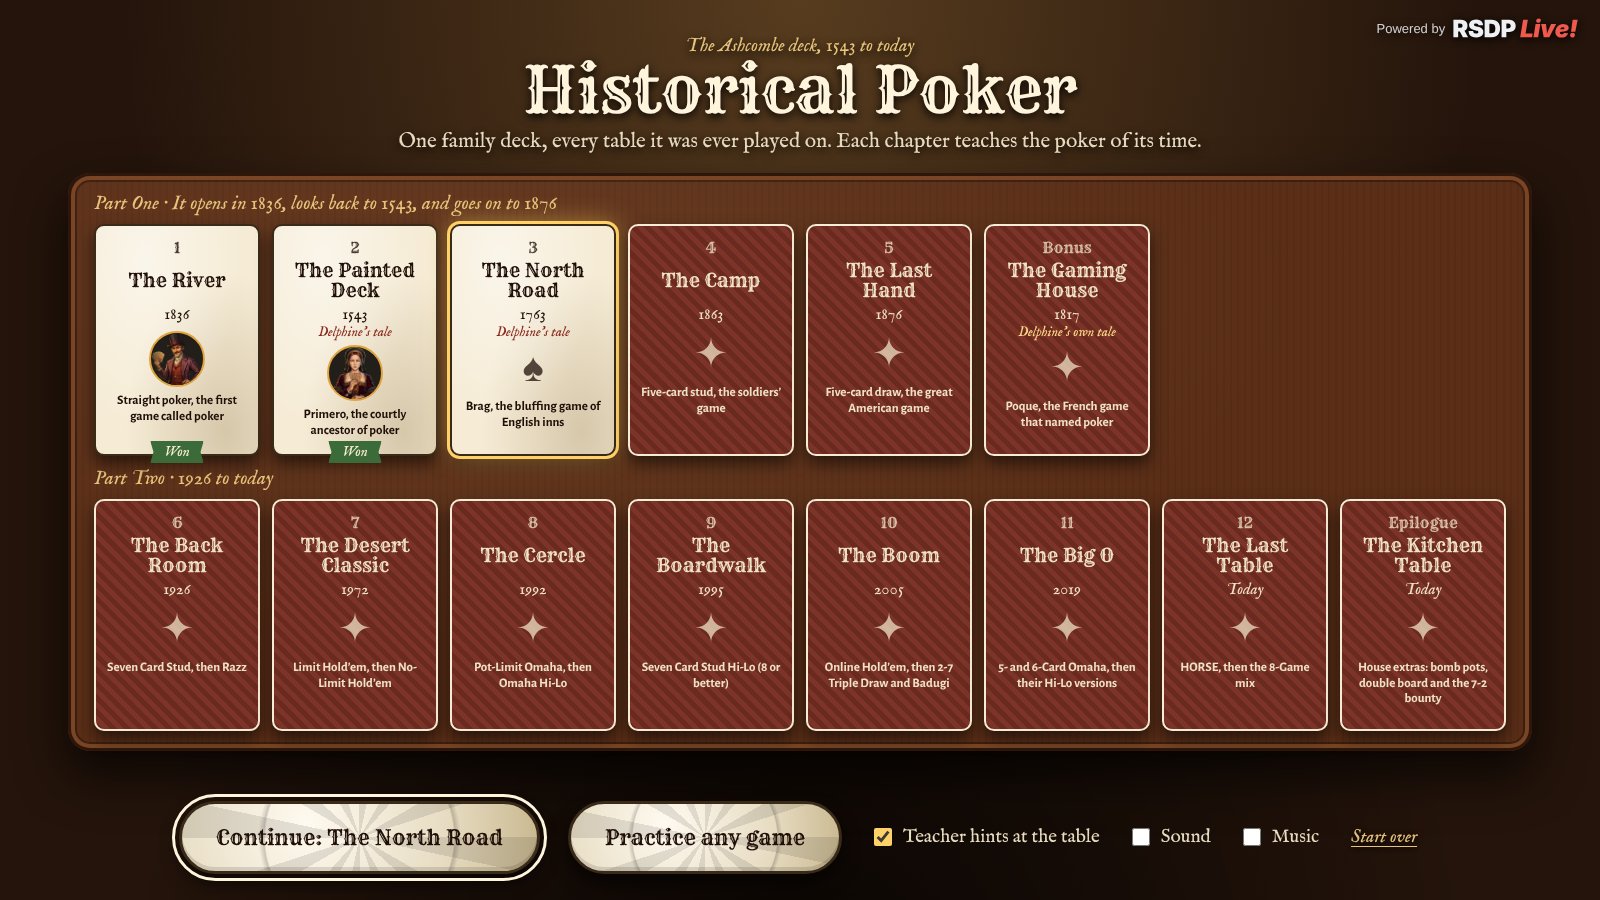 Powered by RSDP Live!
The Ashcombe deck, 1543 to today
Historical Poker
One family deck, every table it was ever played on. Each chapter teaches the poker of its time.
Part One · It opens in 1836, looks back to 1543, and goes on to 1876
1
The River
1836
Straight poker, the first
game called poker
Won
2
The Painted
Deck
1543
Delphine's tale
Primero, the courtly
ancestor of poker
Won
3
The North
Road
1763
Delphine's tale
Brag, the bluffing game of
English inns
4
The Camp
1863
Five-card stud, the soldiers'
game
5
The Last
Hand
1876
Five-card draw, the great
American game
Bonus
The Gaming
House
1817
Delphine's own tale
Poque, the French game
that named poker
Part Two · 1926 to today
6
The Back
Room
1926
Seven Card Stud, then Razz
7
The Desert
Classic
1972
Limit Hold'em, then No-
Limit Hold'em
8
The Cercle
1992
Pot-Limit Omaha, then
Omaha Hi-Lo
9
The
Boardwalk
1995
Seven Card Stud Hi-Lo (8 or
better)
10
The Boom
2005
Online Hold'em, then 2-7
Triple Draw and Badugi
11
The Big O
2019
5- and 6-Card Omaha, then
their Hi-Lo versions
12
The Last
Table
Today
HORSE, then the 8-Game
mix
Epilogue
The Kitchen
Table
Today
House extras: bomb pots,
double board and the 7-2
bounty
Continue: The North Road
Practice any game
Teacher hints at the table
Sound
Music
Start over